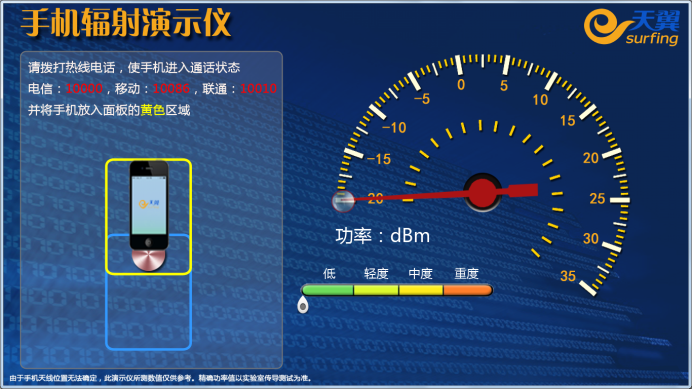 手机辐射演示仪
天翼
surfing
请拨打热线电话，使手机进入通话状态
电信：10000，移动：10086，联通：10010
并将手机放入面板的黄色区域
天翼
-20
-15
-10
-5
0
5
10
15
20
25
30
35
功率：dBm
低 轻度 中度 重度
由于手机天线位置无法确定，此演示仪所测数值仅供参考。精确功率值以实验室传导测试为准。